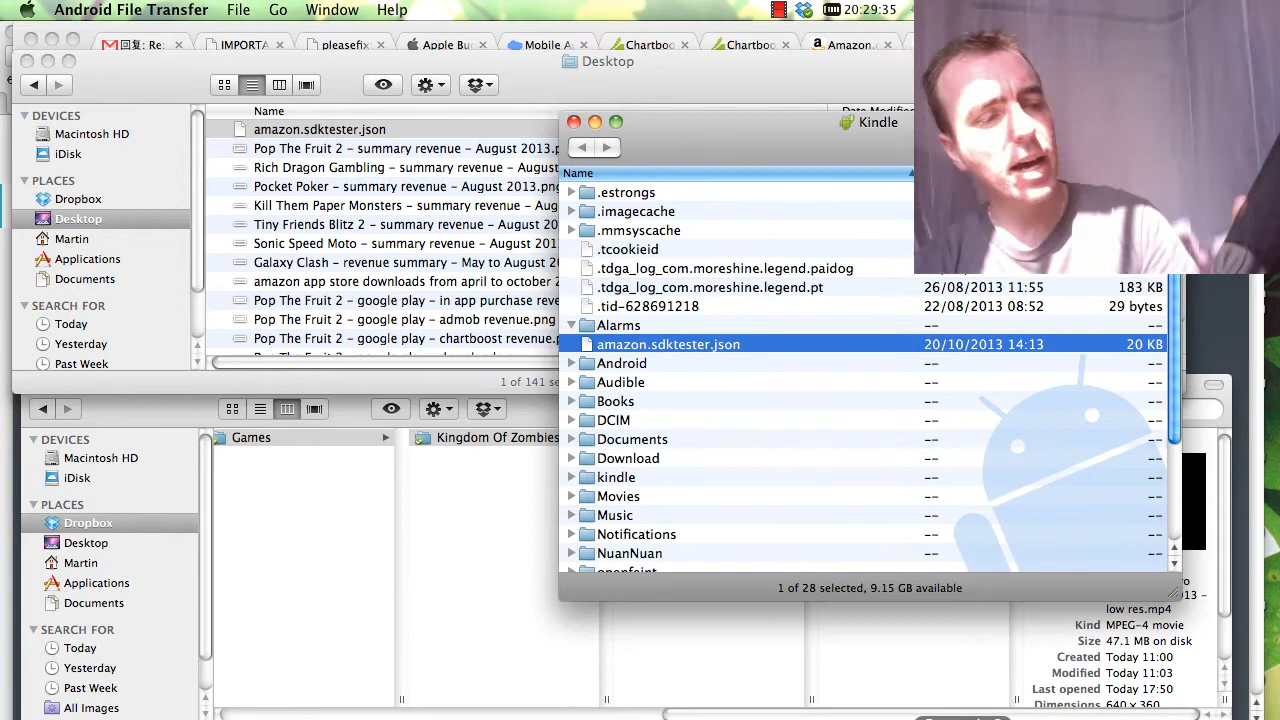 Android File Transfer File Go Window Help 20:29:35
回复: Re. IMPORTA pleasefix Apple Bu Mobile A Chartboo Chartboo Amazon.c
Desktop
DEVICES
Macintosh HD
iDisk
PLACES
Dropbox
Desktop
Martin
Applications
Documents
SEARCH FOR
Today
Yesterday
Past Week
Name Date Modified
amazon.sdktester.json
Pop The Fruit 2 – summary revenue – August 2013.p
Rich Dragon Gambling – summary revenue – August
Pocket Poker – summary revenue – August 2013.png
Kill Them Paper Monsters – summary revenue – Augu
Tiny Friends Blitz 2 – summary revenue – August 201
Sonic Speed Moto – summary revenue – August 201
Galaxy Clash – revenue summary – May to August 20
amazon app store downloads from april to october
Pop The Fruit 2 – google play – in app purchase reve
Pop The Fruit 2 – google play – admob revenue.png
Pop The Fruit 2 – google play – chartboost revenue.p
1 of 141 se
Kindle
Name
.estrongs
.imagecache
.mmsyscache
.tcookieid
.tdga_log_com.moreshine.legend.paidog
.tdga_log_com.moreshine.legend.pt 26/08/2013 11:55 183 KB
.tid-628691218 22/08/2013 08:52 29 bytes
Alarms -- --
amazon.sdktester.json 20/10/2013 14:13 20 KB
Android -- --
Audible -- --
Books -- --
DCIM -- --
Documents -- --
Download -- --
kindle -- --
Movies -- --
Music -- --
Notifications -- --
NuanNuan -- --
openfeint
1 of 28 selected, 9.15 GB available
DEVICES
Macintosh HD
iDisk
PLACES
Dropbox
Desktop
Martin
Applications
Documents
SEARCH FOR
Today
Yesterday
Past Week
All Images
Games
Kingdom Of Zombies
low res.mp4
Kind MPEG-4 movie
Size 47.1 MB on disk
Created Today 11:00
Modified Today 11:03
Last opened Today 17:50
Dimensions 640 × 360